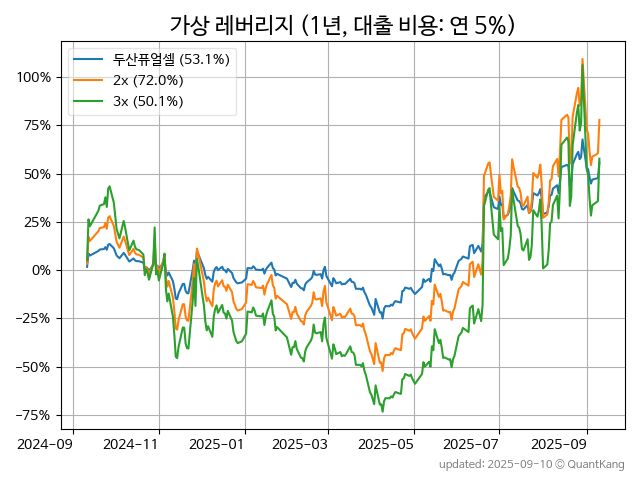 가상 레버리지 (1년, 대출 비용: 연 5%)
두산퓨얼셀 (53.1%)
2x (72.0%)
3x (50.1%)
100%
75%
50%
25%
0%
−25%
−50%
−75%
2024-09 2024-11 2025-01 2025-03 2025-05 2025-07 2025-09
updated: 2025-09-10 © QuantKang